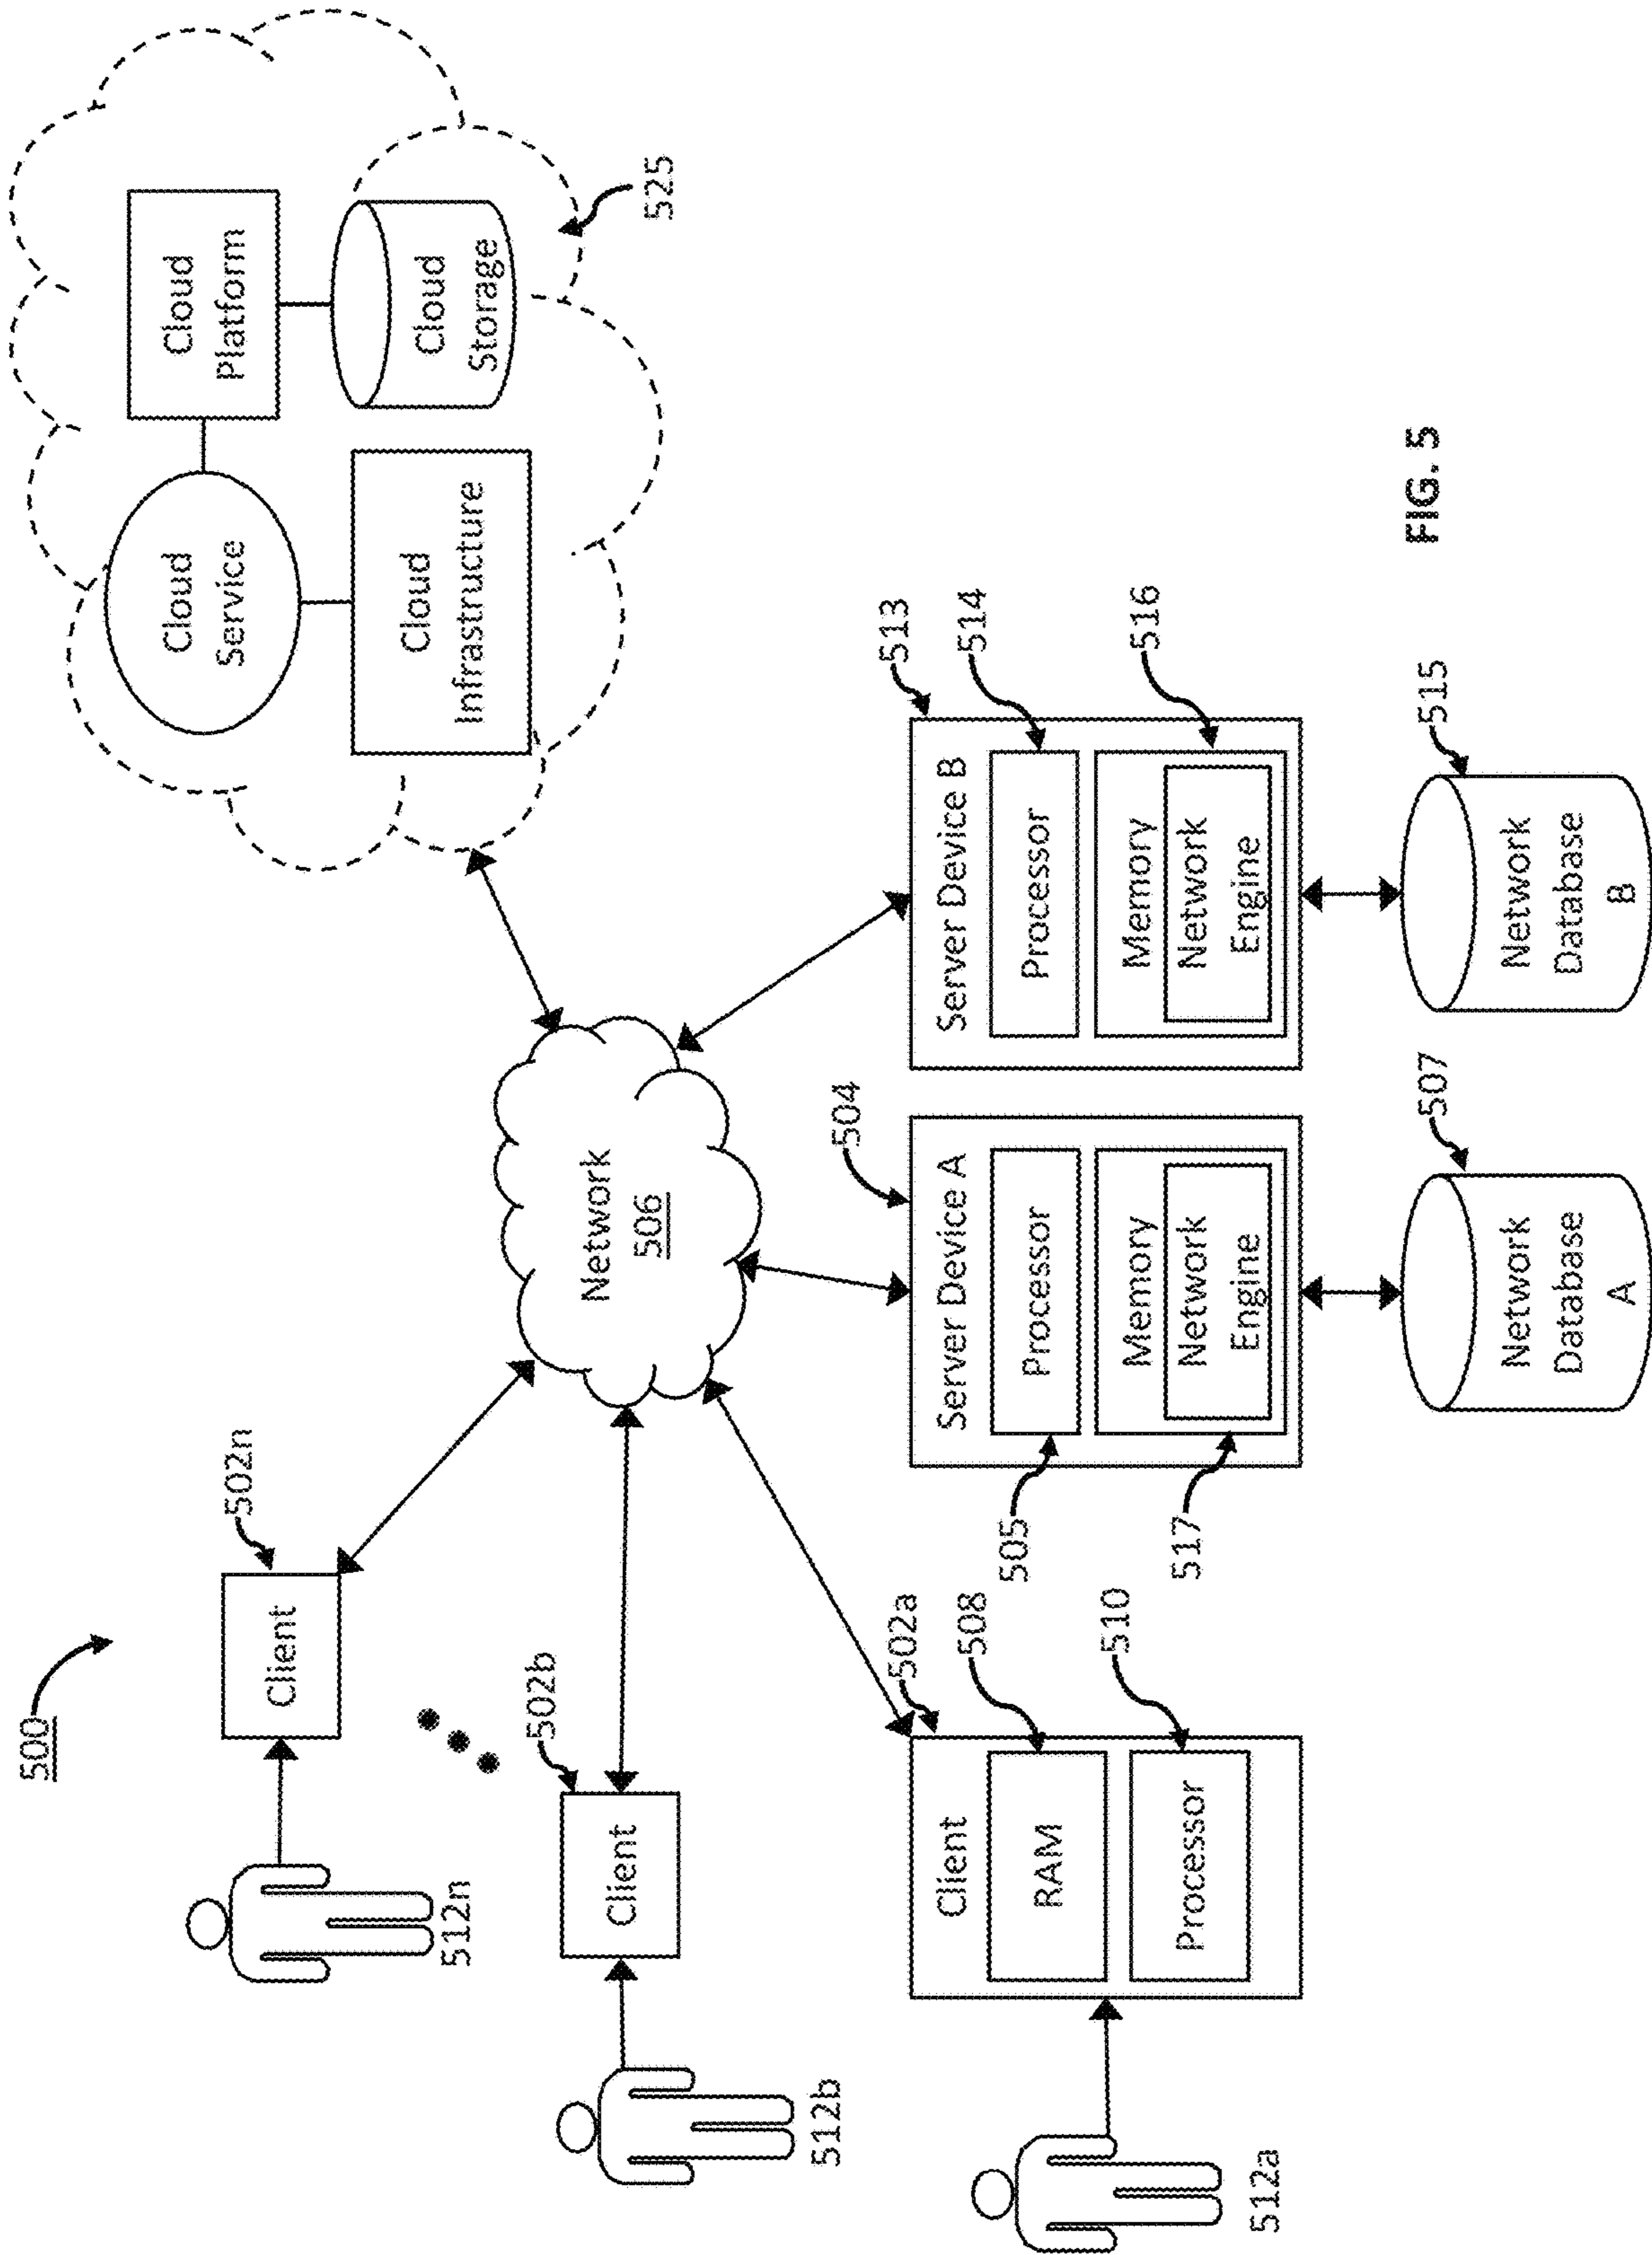 500
502n
Client
512n
502b
Client
512b
502a
Client
RAM
508
Processor
510
512a
Network
506
Cloud
Service
Cloud
Platform
Cloud
Infrastructure
Cloud
Storage
525
504
Server Device A
Processor
505
Memory
Network
Engine
517
Network
Database
A
507
513
Server Device B
Processor
514
Memory
Network
Engine
516
Network
Database
B
515
FIG. 5